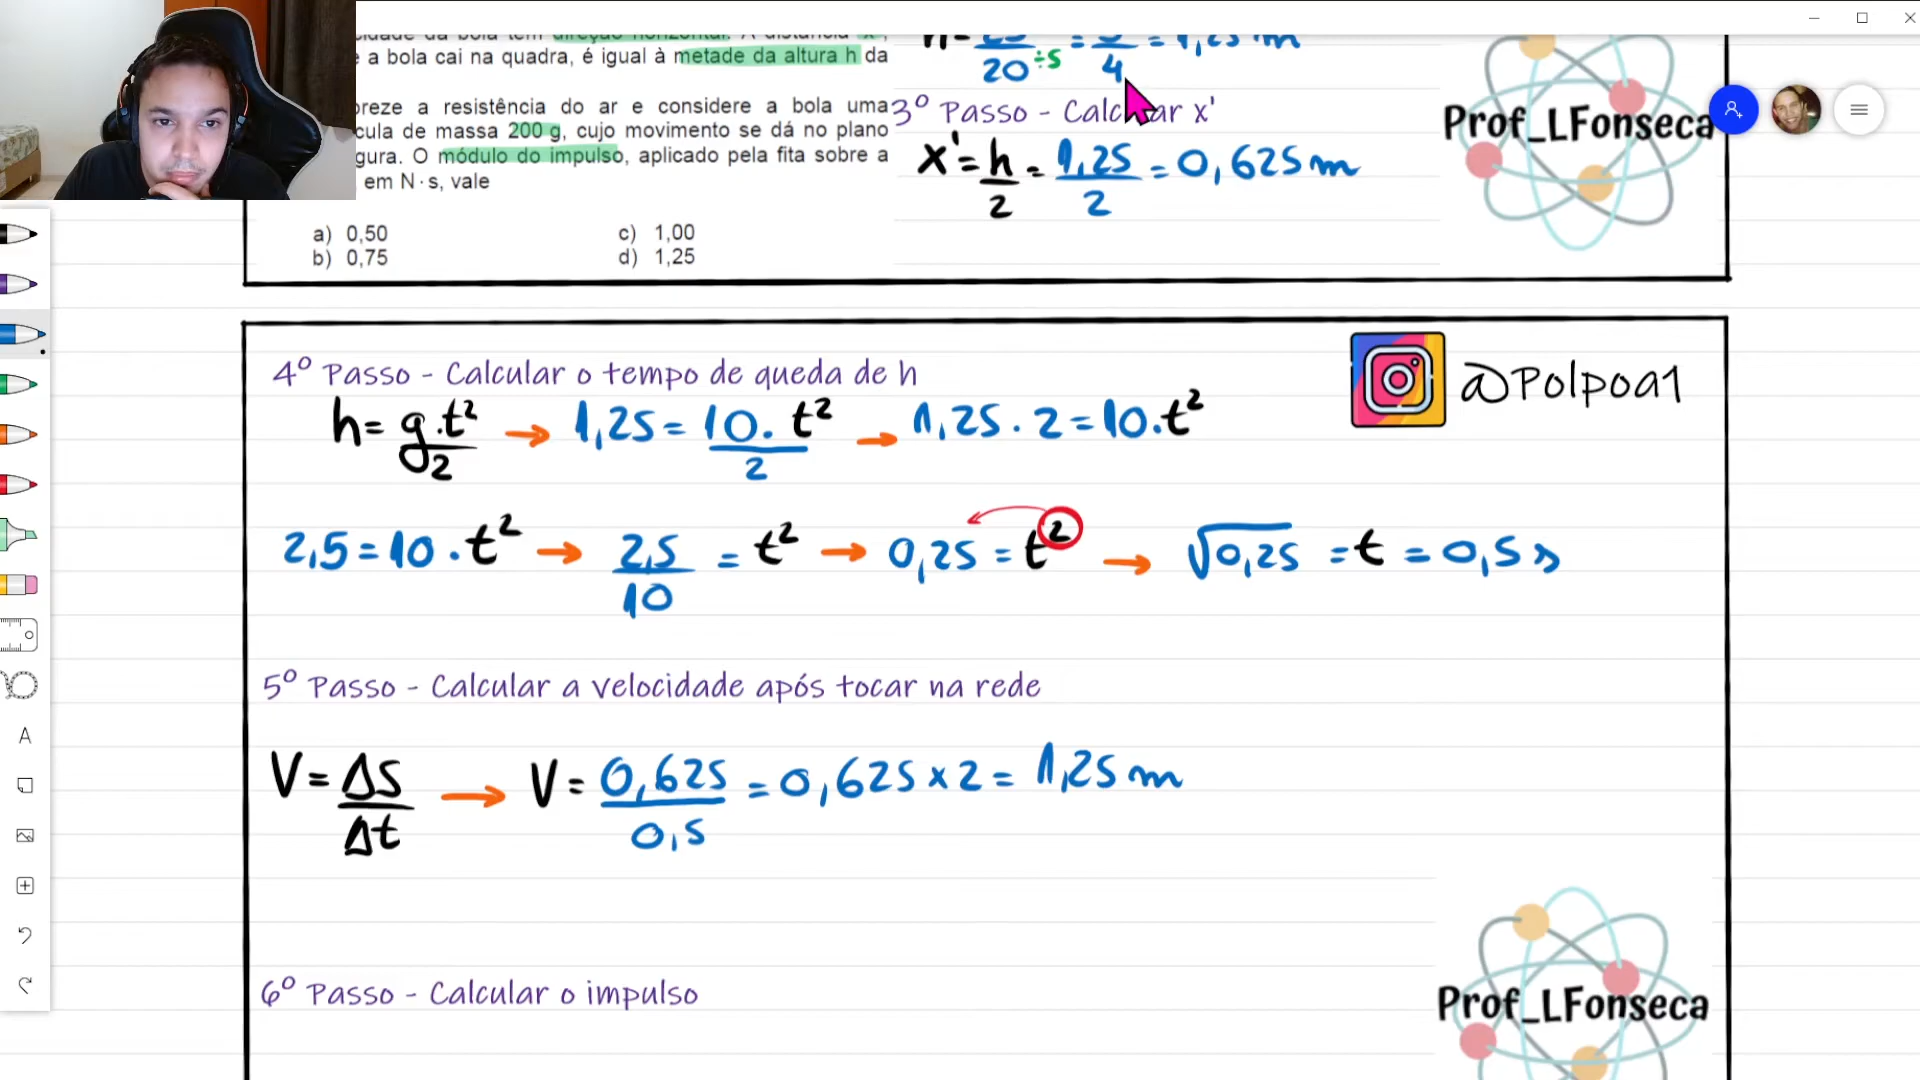 e a bola cai na quadra, é igual à metade da altura h da
preze a resistência do ar e considere a bola uma
cula de massa 200 g, cujo movimento se dá no plano
gura. O módulo do impulso, aplicado pela fita sobre a
em N·s, vale
a) 0,50
b) 0,75
c) 1,00
d) 1,25
20 ÷5 4
3º Passo - Calcular x'
x' = h/2 = 1,25/2 = 0,625 m
Prof_LFonseca
4º Passo - Calcular o tempo de queda de h
@Polpoa1
h = g.t²/2 → 1,25 = 10.t²/2 → 1,25 . 2 = 10.t²
2,5 = 10 . t² → 2,5/10 = t² → 0,25 = t² → √0,25 = t = 0,5 s
5º Passo - Calcular a velocidade após tocar na rede
V = ΔS/Δt → V = 0,625/0,5 = 0,625 x 2 = 1,25 m
6º Passo - Calcular o impulso
Prof_LFonseca